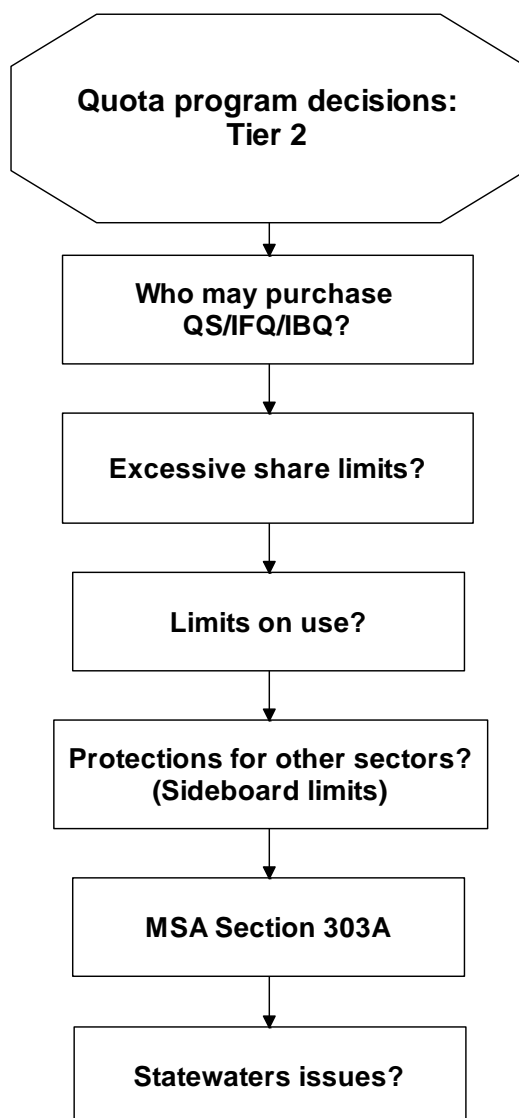 Quota program decisions:
Tier 2
Who may purchase
QS/IFQ/IBQ?
Excessive share limits?
Limits on use?
Protections for other sectors?
(Sideboard limits)
MSA Section 303A
Statewaters issues?